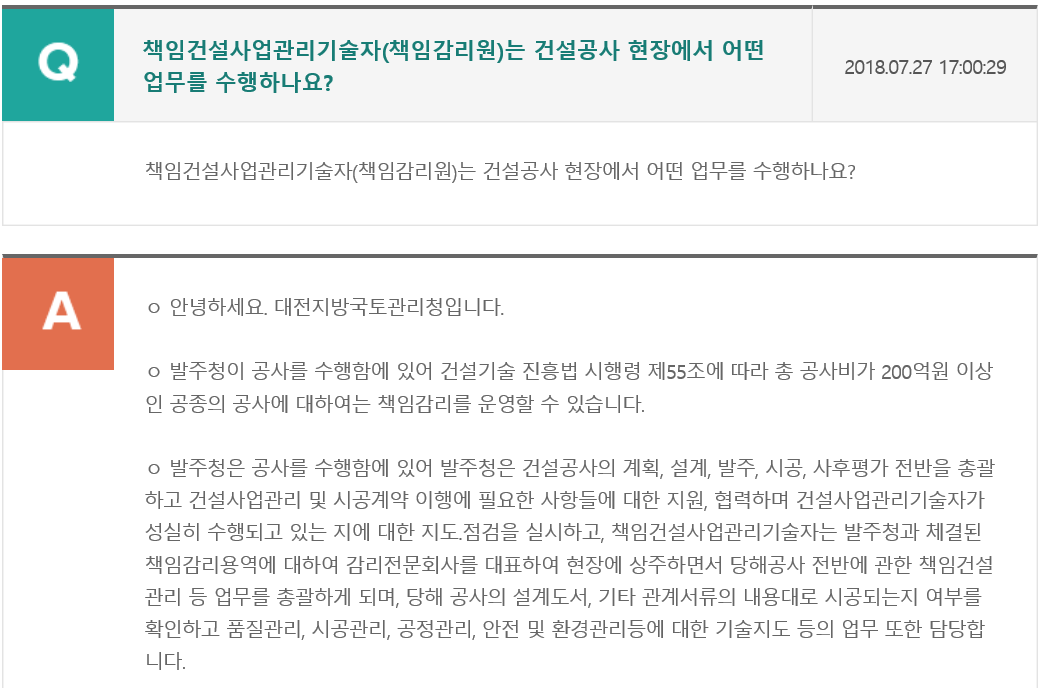 Q
책임건설사업관리기술자(책임감리원)는 건설공사 현장에서 어떤
업무를 수행하나요?
2018.07.27 17:00:29
책임건설사업관리기술자(책임감리원)는 건설공사 현장에서 어떤 업무를 수행하나요?
A
ㅇ 안녕하세요. 대전지방국토관리청입니다.
ㅇ 발주청이 공사를 수행함에 있어 건설기술 진흥법 시행령 제55조에 따라 총 공사비가 200억원 이상
인 공종의 공사에 대하여는 책임감리를 운영할 수 있습니다.
ㅇ 발주청은 공사를 수행함에 있어 발주청은 건설공사의 계획, 설계, 발주, 시공, 사후평가 전반을 총괄
하고 건설사업관리 및 시공계약 이행에 필요한 사항들에 대한 지원, 협력하며 건설사업관리기술자가
성실히 수행되고 있는 지에 대한 지도.점검을 실시하고, 책임건설사업관리기술자는 발주청과 체결된
책임감리용역에 대하여 감리전문회사를 대표하여 현장에 상주하면서 당해공사 전반에 관한 책임건설
관리 등 업무를 총괄하게 되며, 당해 공사의 설계도서, 기타 관계서류의 내용대로 시공되는지 여부를
확인하고 품질관리, 시공관리, 공정관리, 안전 및 환경관리등에 대한 기술지도 등의 업무 또한 담당합
니다.